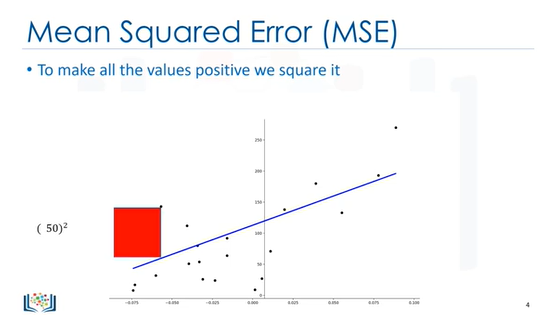 Mean Squared Error (MSE)
• To make all the values positive we square it
250
200
150
100
50
0
( 50)²
−0.075 −0.050 −0.025 0.000 0.025 0.050 0.075 0.100
4